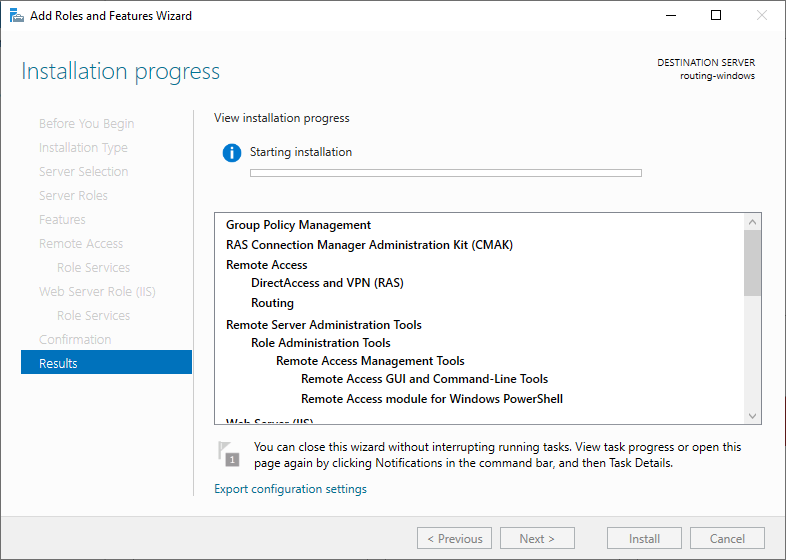 Add Roles and Features Wizard
Installation progress
DESTINATION SERVER
routing-windows
Before You Begin
Installation Type
Server Selection
Server Roles
Features
Remote Access
Role Services
Web Server Role (IIS)
Role Services
Confirmation
Results
View installation progress
Starting installation
Group Policy Management
RAS Connection Manager Administration Kit (CMAK)
Remote Access
DirectAccess and VPN (RAS)
Routing
Remote Server Administration Tools
Role Administration Tools
Remote Access Management Tools
Remote Access GUI and Command-Line Tools
Remote Access module for Windows PowerShell
Web Server (IIS)
1
You can close this wizard without interrupting running tasks. View task progress or open this
page again by clicking Notifications in the command bar, and then Task Details.
Export configuration settings
< Previous
Next >
Install
Cancel